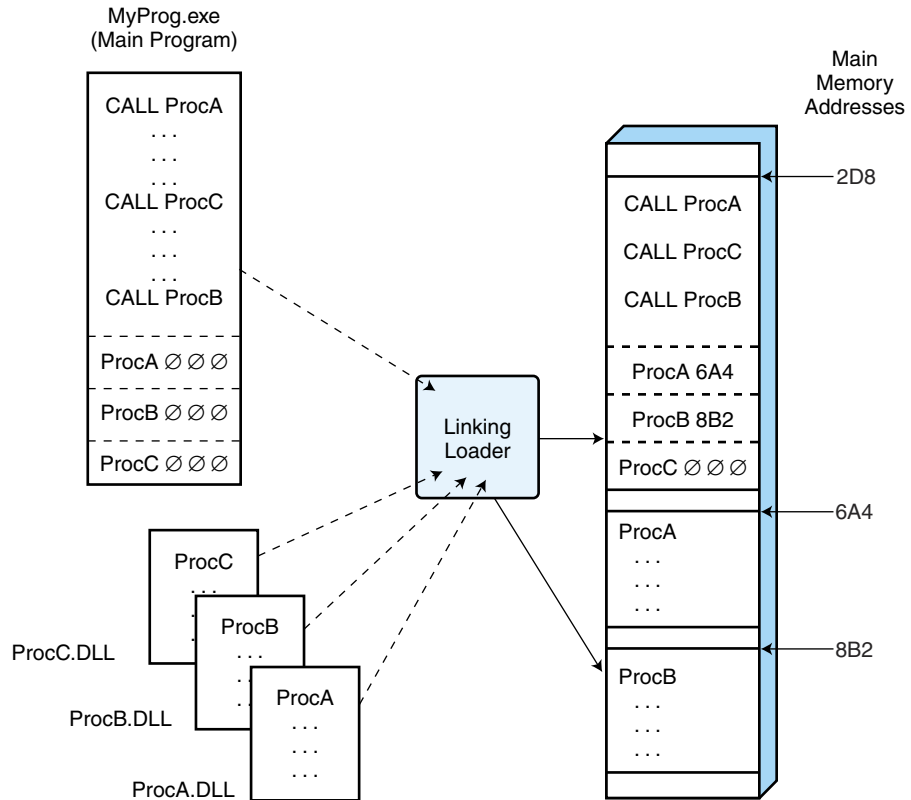 MyProg.exe
(Main Program)
CALL ProcA
. . .
. . .
. . .
CALL ProcC
. . .
. . .
. . .
CALL ProcB
ProcA ∅ ∅ ∅
ProcB ∅ ∅ ∅
ProcC ∅ ∅ ∅
ProcC
. . .
ProcC.DLL
ProcB
. . .
ProcB.DLL
ProcA
. . .
. . .
. . .
ProcA.DLL
Linking
Loader
Main
Memory
Addresses
2D8
CALL ProcA
CALL ProcC
CALL ProcB
ProcA 6A4
ProcB 8B2
ProcC ∅ ∅ ∅
6A4
ProcA
. . .
. . .
. . .
8B2
ProcB
. . .
. . .
. . .